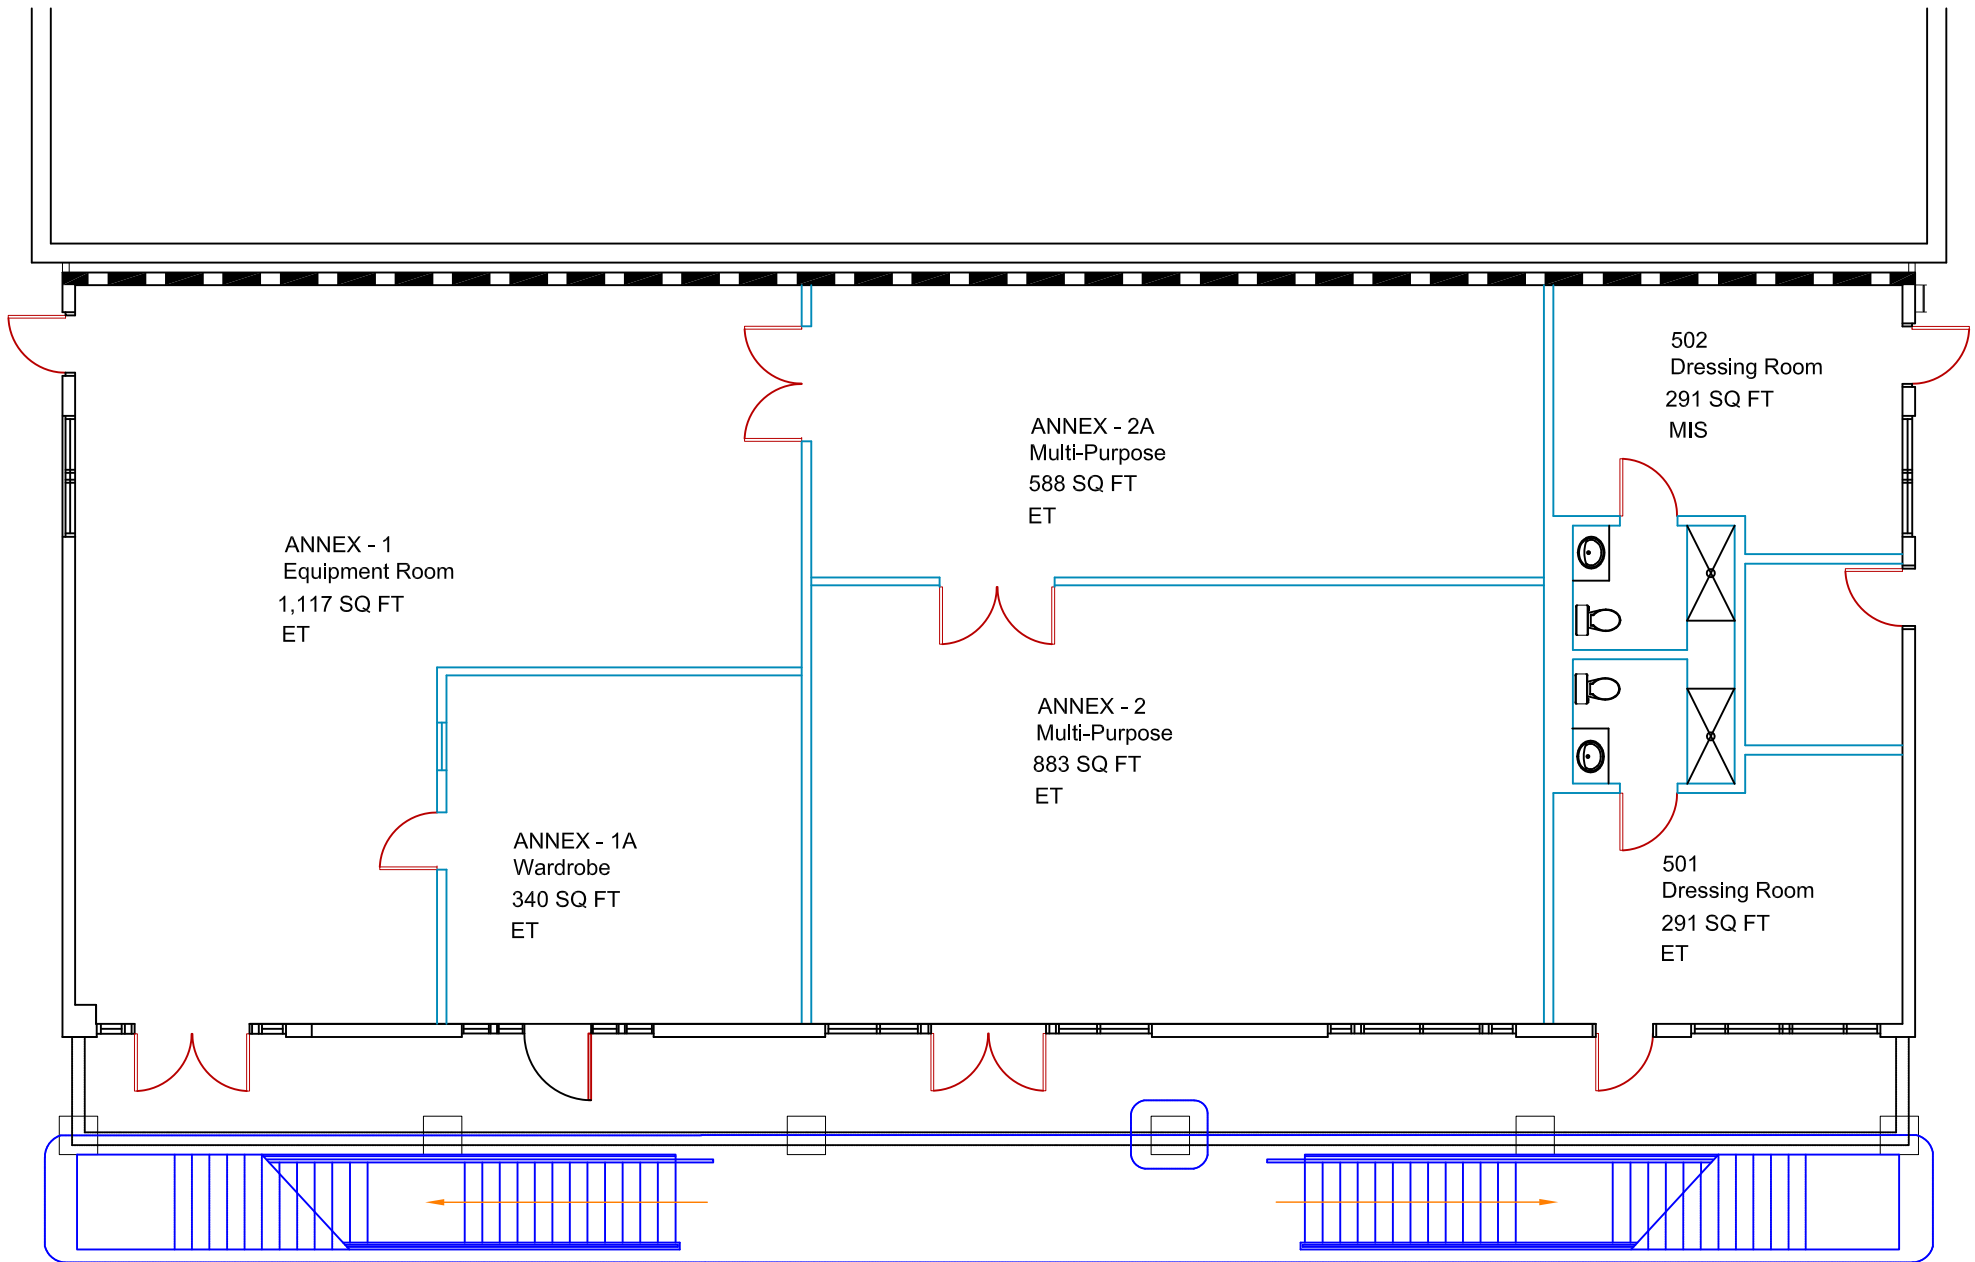 502
Dressing Room
291 SQ FT
MIS
ANNEX - 2A
Multi-Purpose
588 SQ FT
ET
ANNEX - 1
Equipment Room
1,117 SQ FT
ET
ANNEX - 2
Multi-Purpose
883 SQ FT
ET
ANNEX - 1A
Wardrobe
340 SQ FT
ET
501
Dressing Room
291 SQ FT
ET